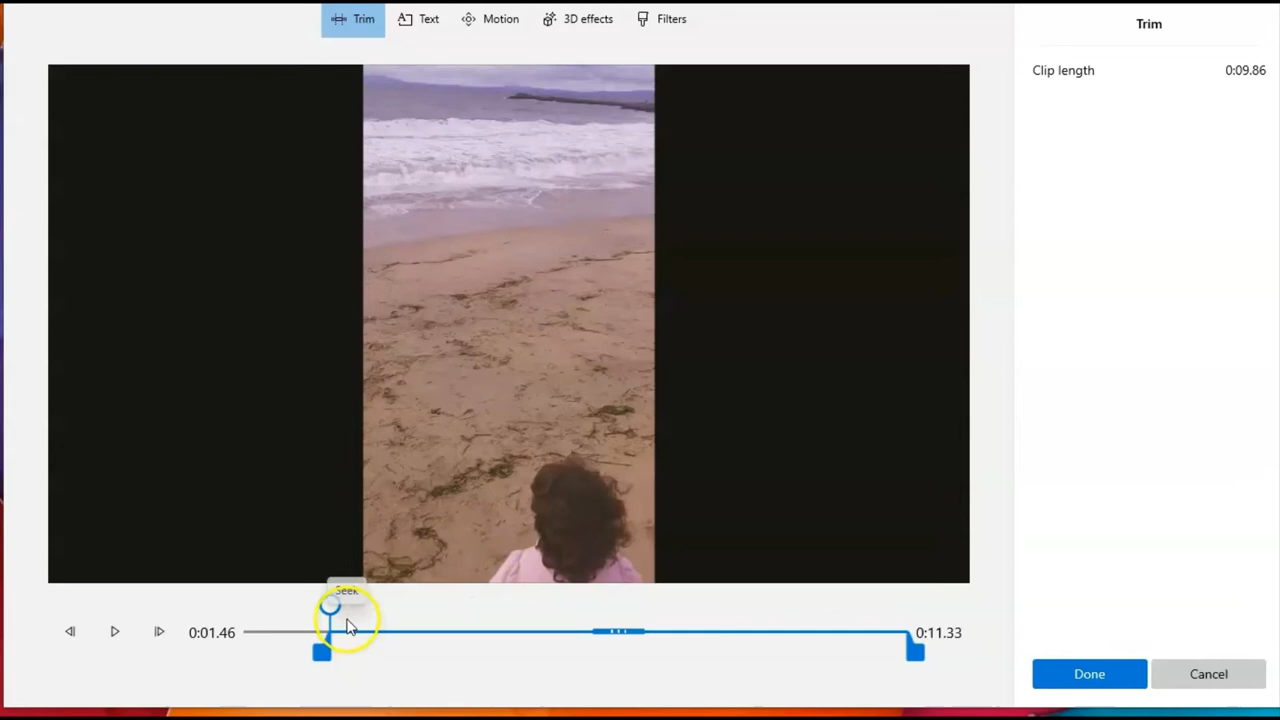 Trim Text Motion 3D effects Filters
Trim
Clip length 0:09.86
Seek
0:01.46 0:11.33
Done Cancel